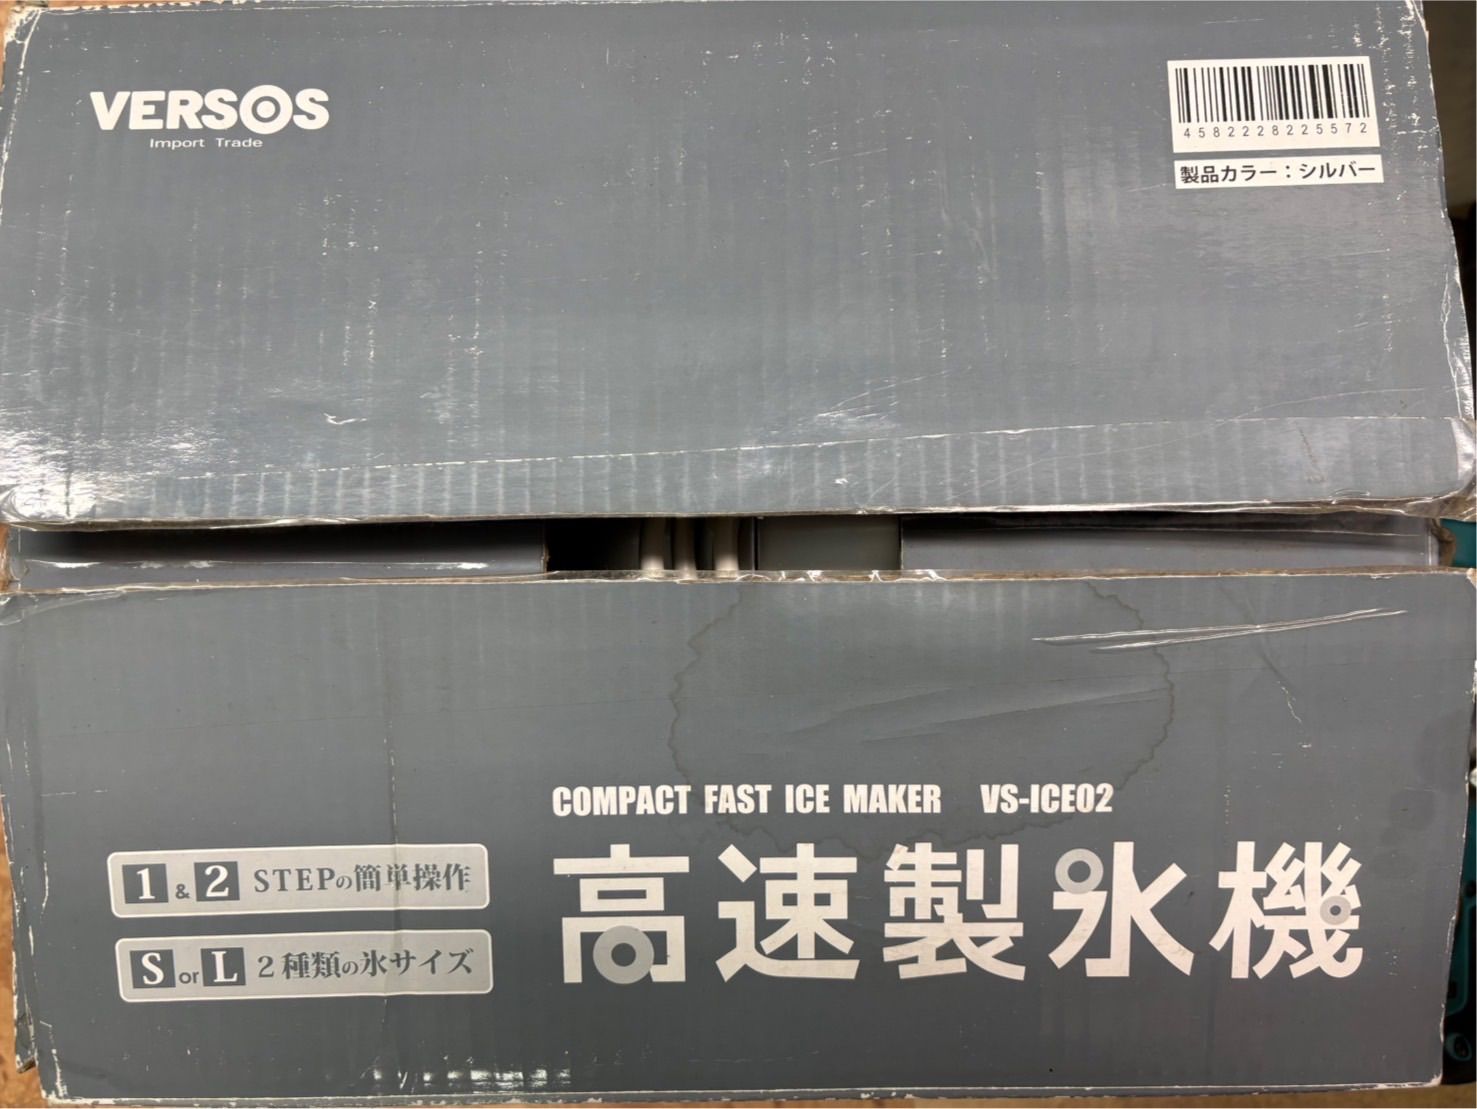 VERSOS
Import Trade
4582228225572
製品カラー：シルバー
COMPACT FAST ICE MAKER VS-ICE02
高速製氷機
1 & 2 STEPの簡単操作
S or L 2種類の氷サイズ